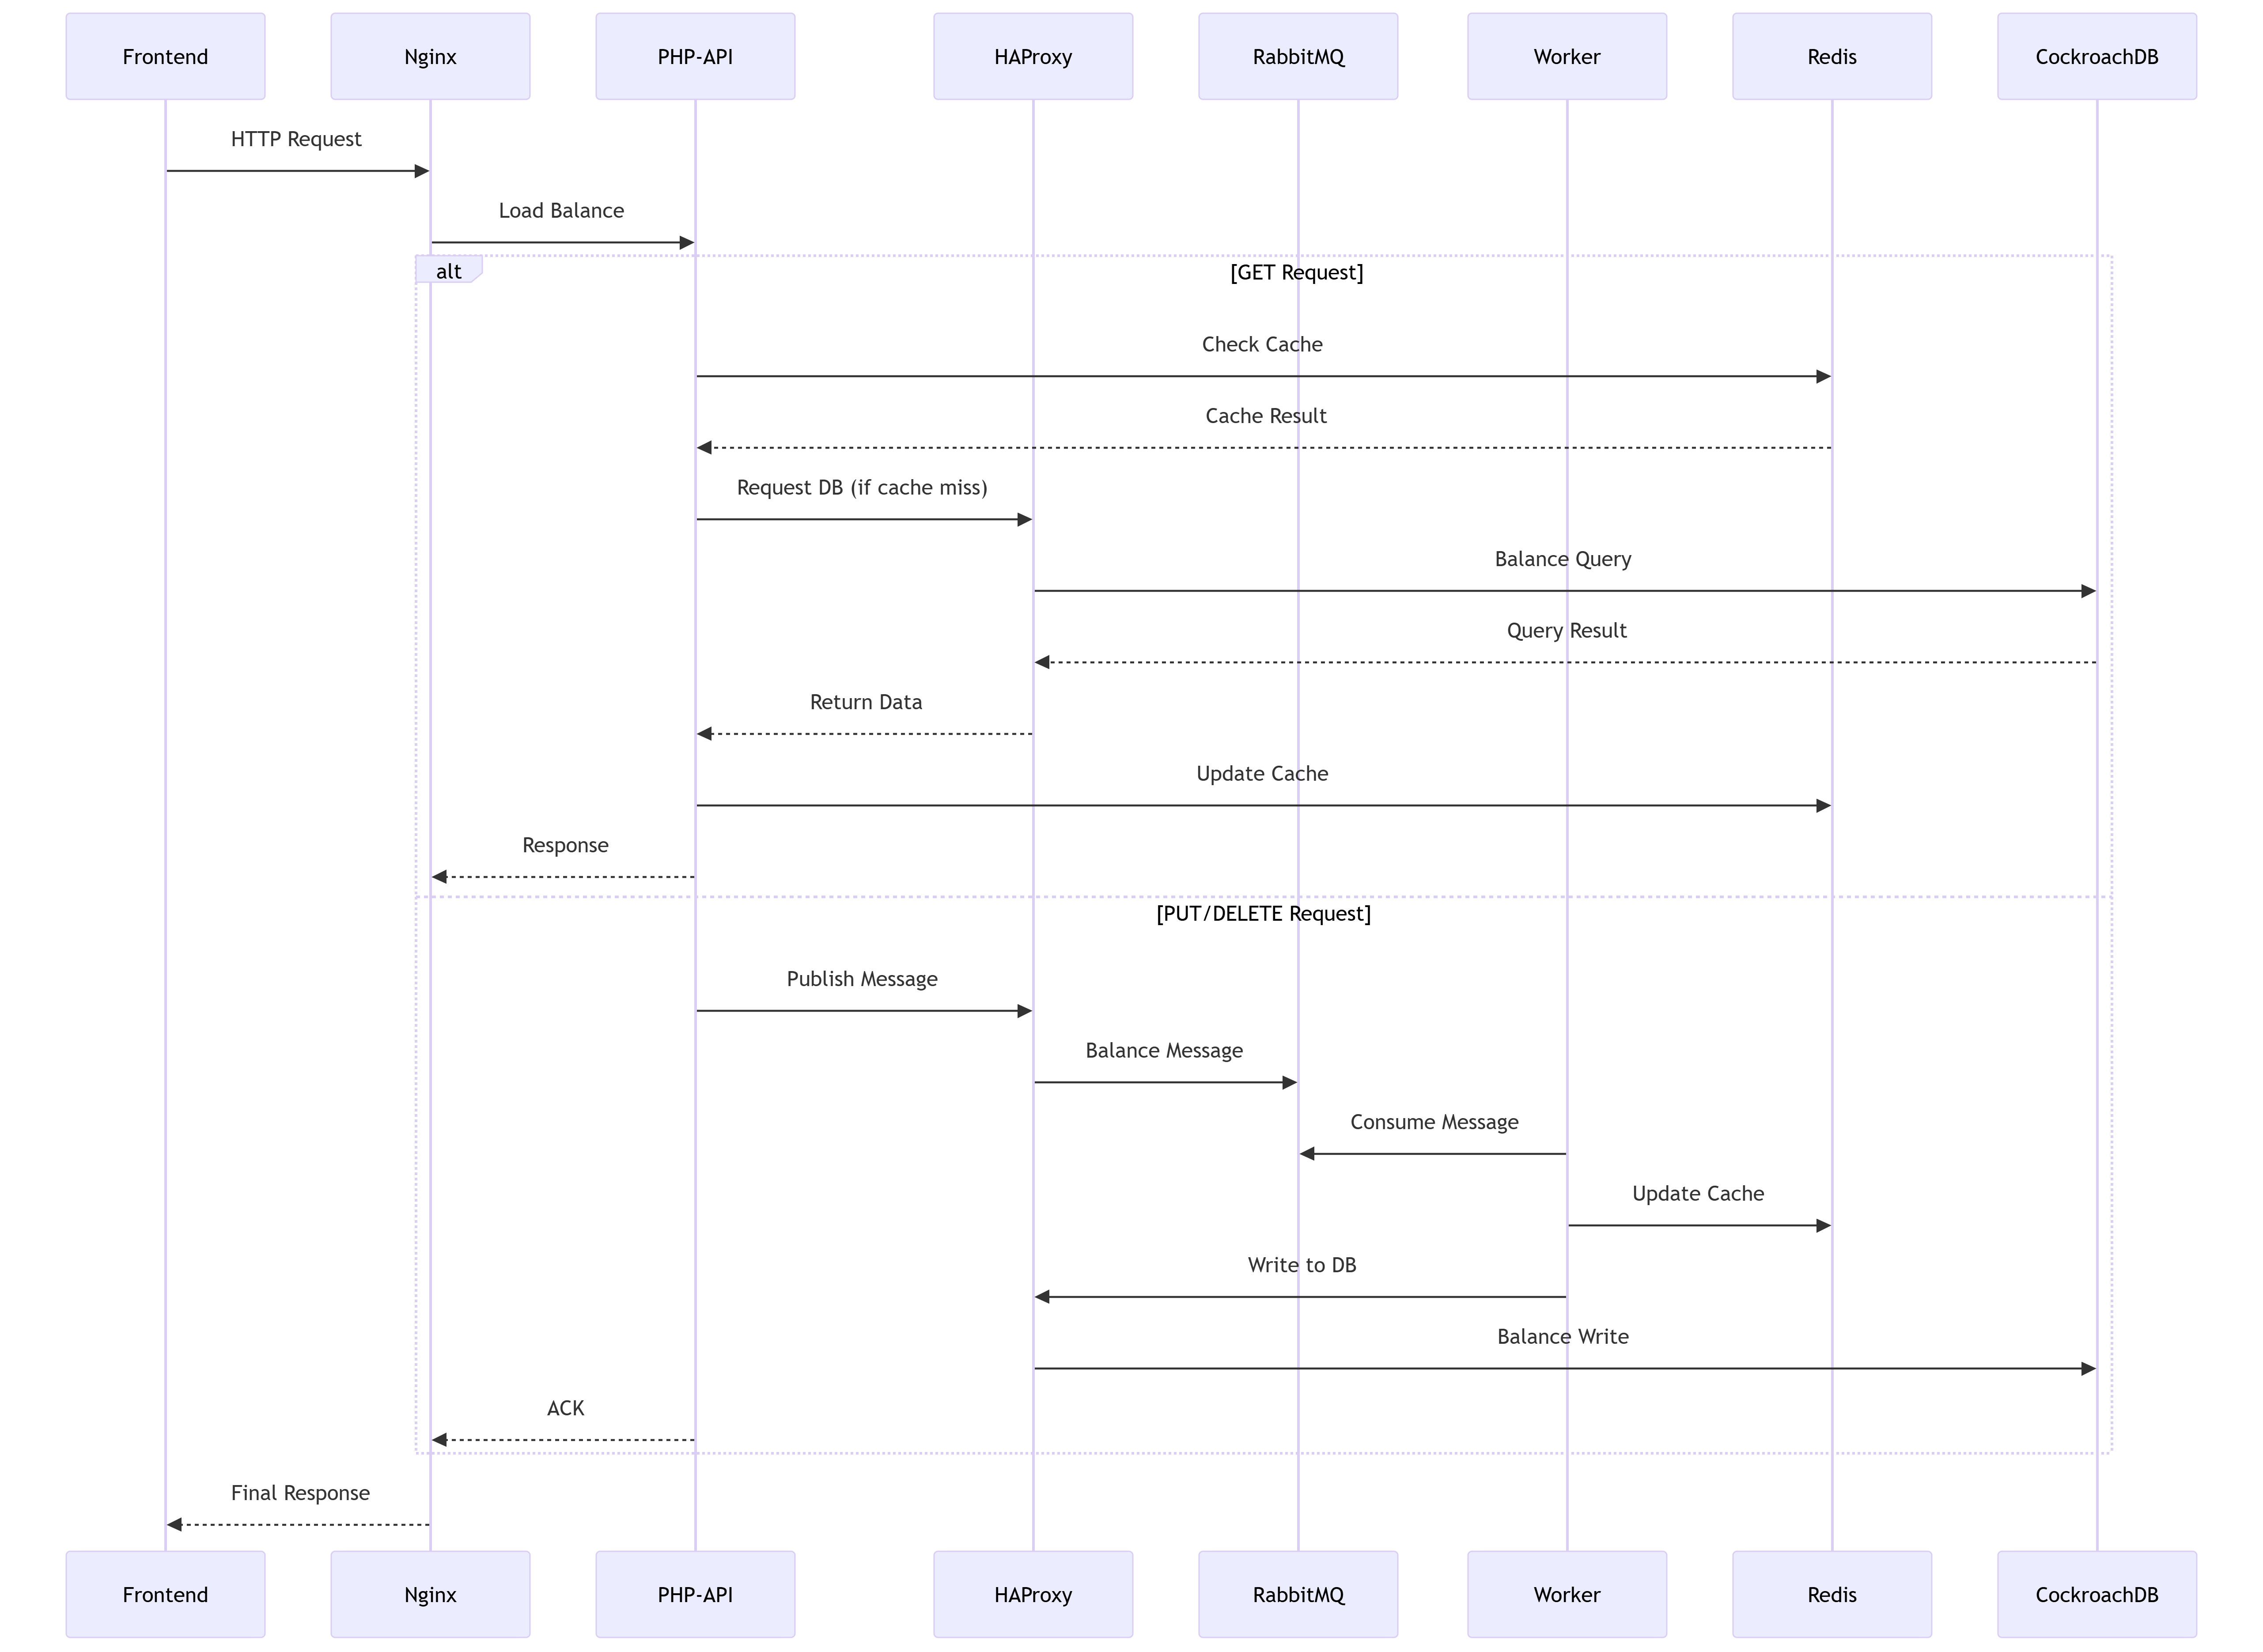 Frontend
Nginx
PHP-API
HAProxy
RabbitMQ
Worker
Redis
CockroachDB
HTTP Request
Load Balance
alt
[GET Request]
Check Cache
Cache Result
Request DB (if cache miss)
Balance Query
Query Result
Return Data
Update Cache
Response
[PUT/DELETE Request]
Publish Message
Balance Message
Consume Message
Update Cache
Write to DB
Balance Write
ACK
Final Response
Frontend
Nginx
PHP-API
HAProxy
RabbitMQ
Worker
Redis
CockroachDB